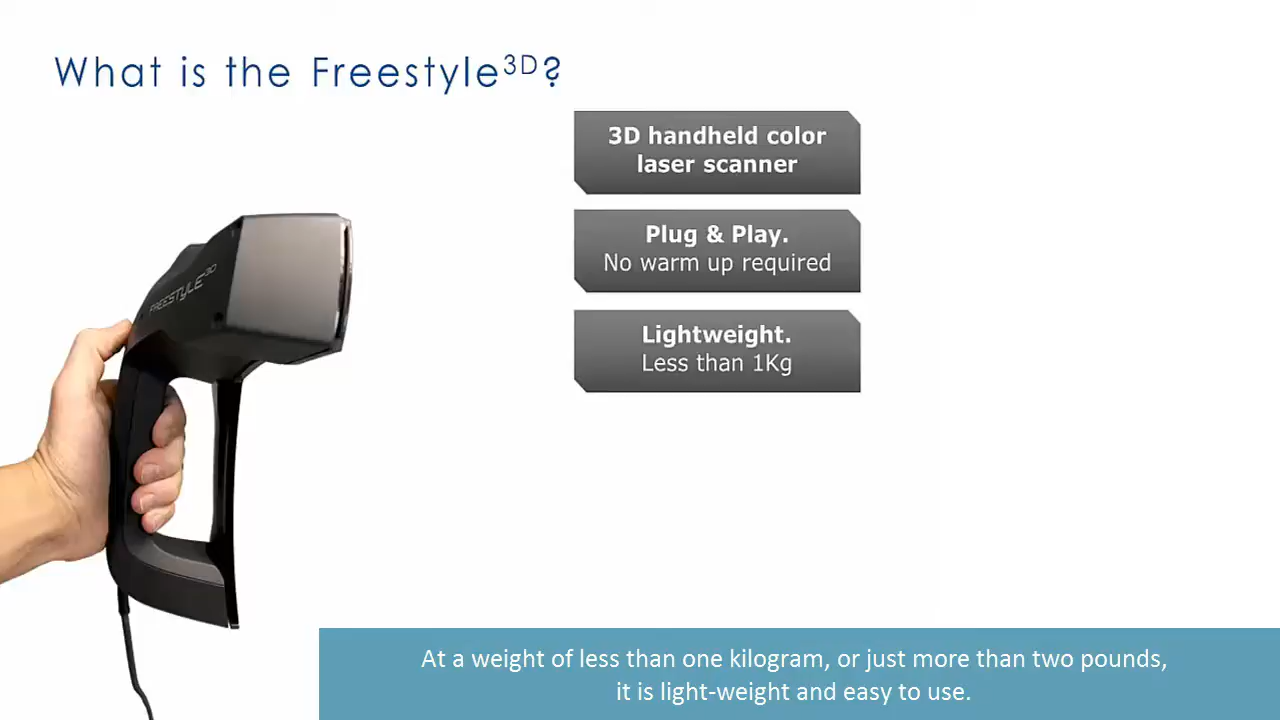 What is the Freestyle3D?
3D handheld color
laser scanner
Plug & Play.
No warm up required
Lightweight.
Less than 1Kg
FREESTYLE3D
At a weight of less than one kilogram, or just more than two pounds,
it is light-weight and easy to use.